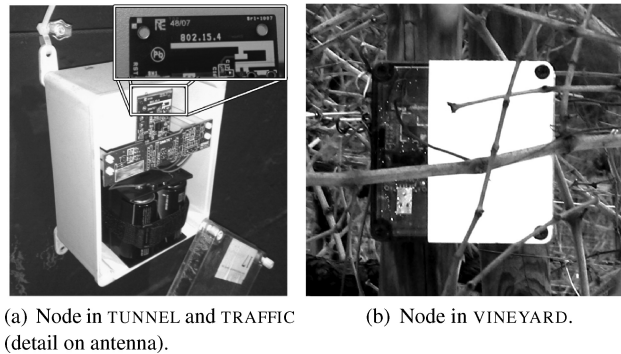 48/07
802.15.4
(a) Node in TUNNEL and TRAFFIC
(detail on antenna).
(b) Node in VINEYARD.